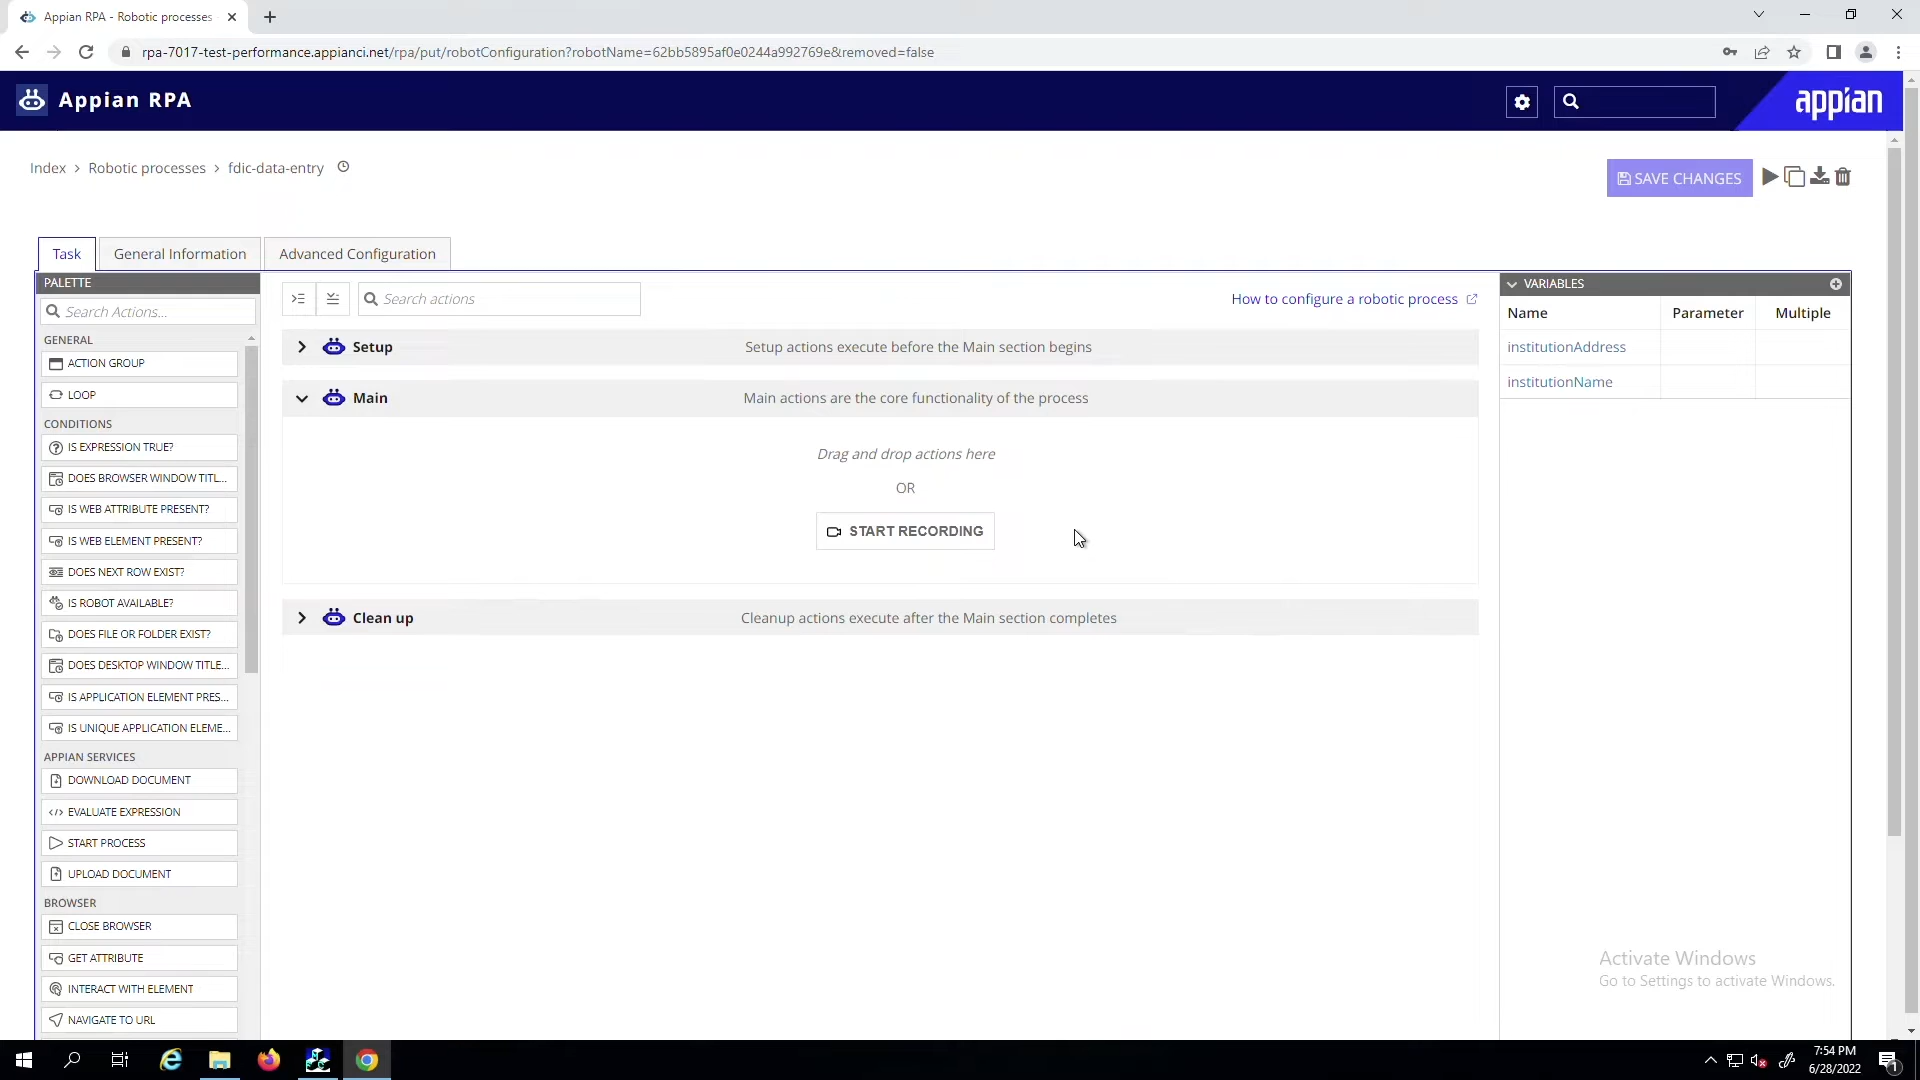 Appian RPA - Robotic processes
rpa-7017-test-performance.appianci.net/rpa/put/robotConfiguration?robotName=62bb5895af0e0244a992769e&removed=false
Appian RPA
appian
Index > Robotic processes > fdic-data-entry
SAVE CHANGES
Task
General Information
Advanced Configuration
PALETTE
Search Actions...
GENERAL
ACTION GROUP
LOOP
CONDITIONS
IS EXPRESSION TRUE?
DOES BROWSER WINDOW TITL...
IS WEB ATTRIBUTE PRESENT?
IS WEB ELEMENT PRESENT?
DOES NEXT ROW EXIST?
IS ROBOT AVAILABLE?
DOES FILE OR FOLDER EXIST?
DOES DESKTOP WINDOW TITLE...
IS APPLICATION ELEMENT PRES...
IS UNIQUE APPLICATION ELEME...
APPIAN SERVICES
DOWNLOAD DOCUMENT
EVALUATE EXPRESSION
START PROCESS
UPLOAD DOCUMENT
BROWSER
CLOSE BROWSER
GET ATTRIBUTE
INTERACT WITH ELEMENT
NAVIGATE TO URL
Search actions
How to configure a robotic process
Setup
Setup actions execute before the Main section begins
Main
Main actions are the core functionality of the process
Drag and drop actions here
OR
START RECORDING
Clean up
Cleanup actions execute after the Main section completes
VARIABLES
Name Parameter Multiple
institutionAddress
institutionName
Activate Windows
Go to Settings to activate Windows.
7:54 PM
6/28/2022
1